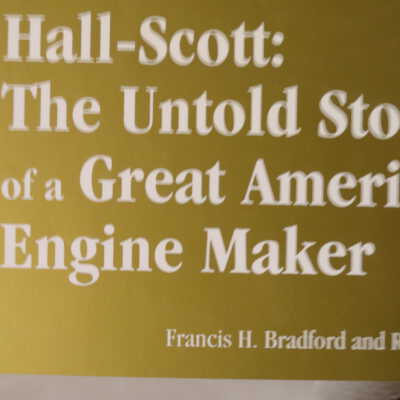 Hall-Scott:
The Untold Sto
of a Great Ameri
Engine Maker
Francis H. Bradford and R